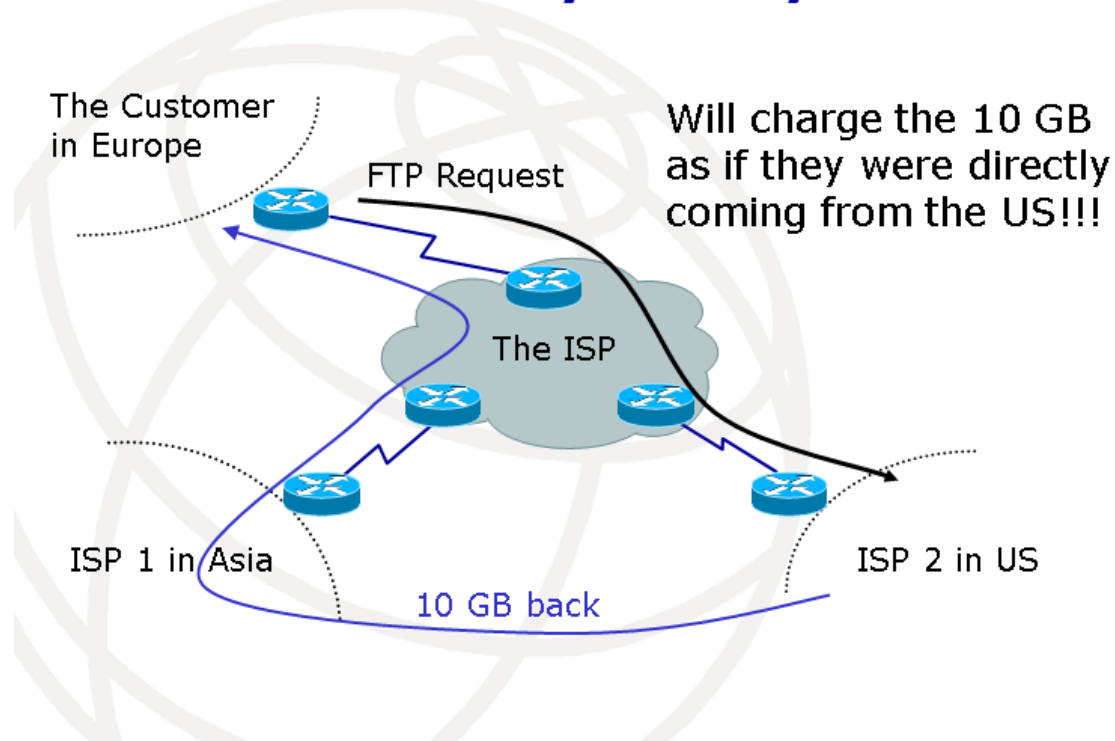 The Customer
in Europe
FTP Request
Will charge the 10 GB
as if they were directly
coming from the US!!!
The ISP
ISP 1 in Asia
ISP 2 in US
10 GB back